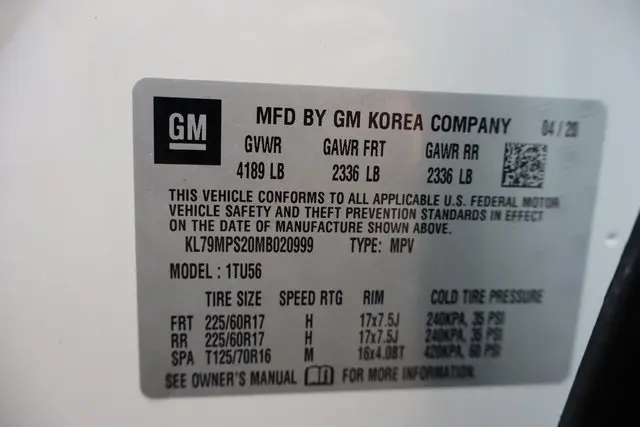 GM
MFD BY GM KOREA COMPANY 04/20
GVWR GAWR FRT GAWR RR
4189 LB 2336 LB 2336 LB
THIS VEHICLE CONFORMS TO ALL APPLICABLE U.S. FEDERAL MOTOR
VEHICLE SAFETY AND THEFT PREVENTION STANDARDS IN EFFECT
ON THE DATE OF MANUFACTURE SHOWN ABOVE.
KL79MPS20MB020999 TYPE: MPV
MODEL : 1TU56
TIRE SIZE SPEED RTG RIM COLD TIRE PRESSURE
FRT 225/60R17 H 17x7.5J 240KPA, 35 PSI
RR 225/60R17 H 17x7.5J 240KPA, 35 PSI
SPA T125/70R16 M 16x4.0BT 420KPA, 60 PSI
SEE OWNER'S MANUAL FOR MORE INFORMATION